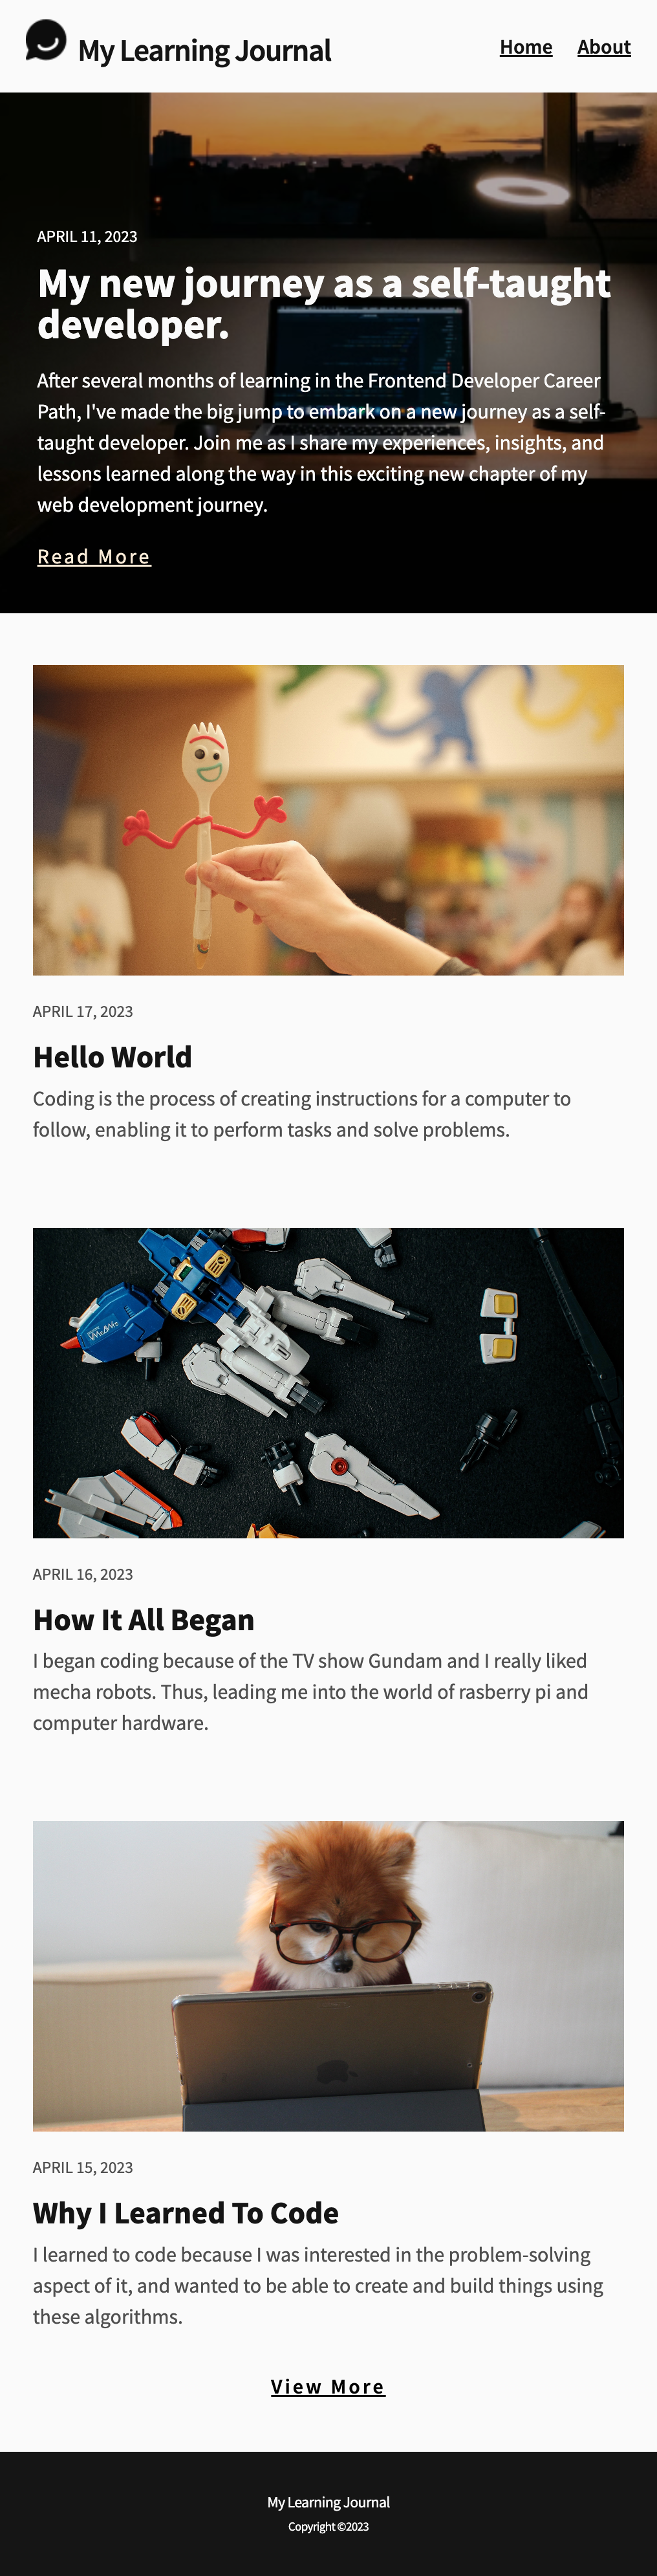 My Learning Journal
Home About
APRIL 11, 2023
My new journey as a self-taught
developer.
After several months of learning in the Frontend Developer Career
Path, I've made the big jump to embark on a new journey as a self-
taught developer. Join me as I share my experiences, insights, and
lessons learned along the way in this exciting new chapter of my
web development journey.
Read More
APRIL 17, 2023
Hello World
Coding is the process of creating instructions for a computer to
follow, enabling it to perform tasks and solve problems.
APRIL 16, 2023
How It All Began
I began coding because of the TV show Gundam and I really liked
mecha robots. Thus, leading me into the world of rasberry pi and
computer hardware.
APRIL 15, 2023
Why I Learned To Code
I learned to code because I was interested in the problem-solving
aspect of it, and wanted to be able to create and build things using
these algorithms.
View More
My Learning Journal
Copyright ©2023